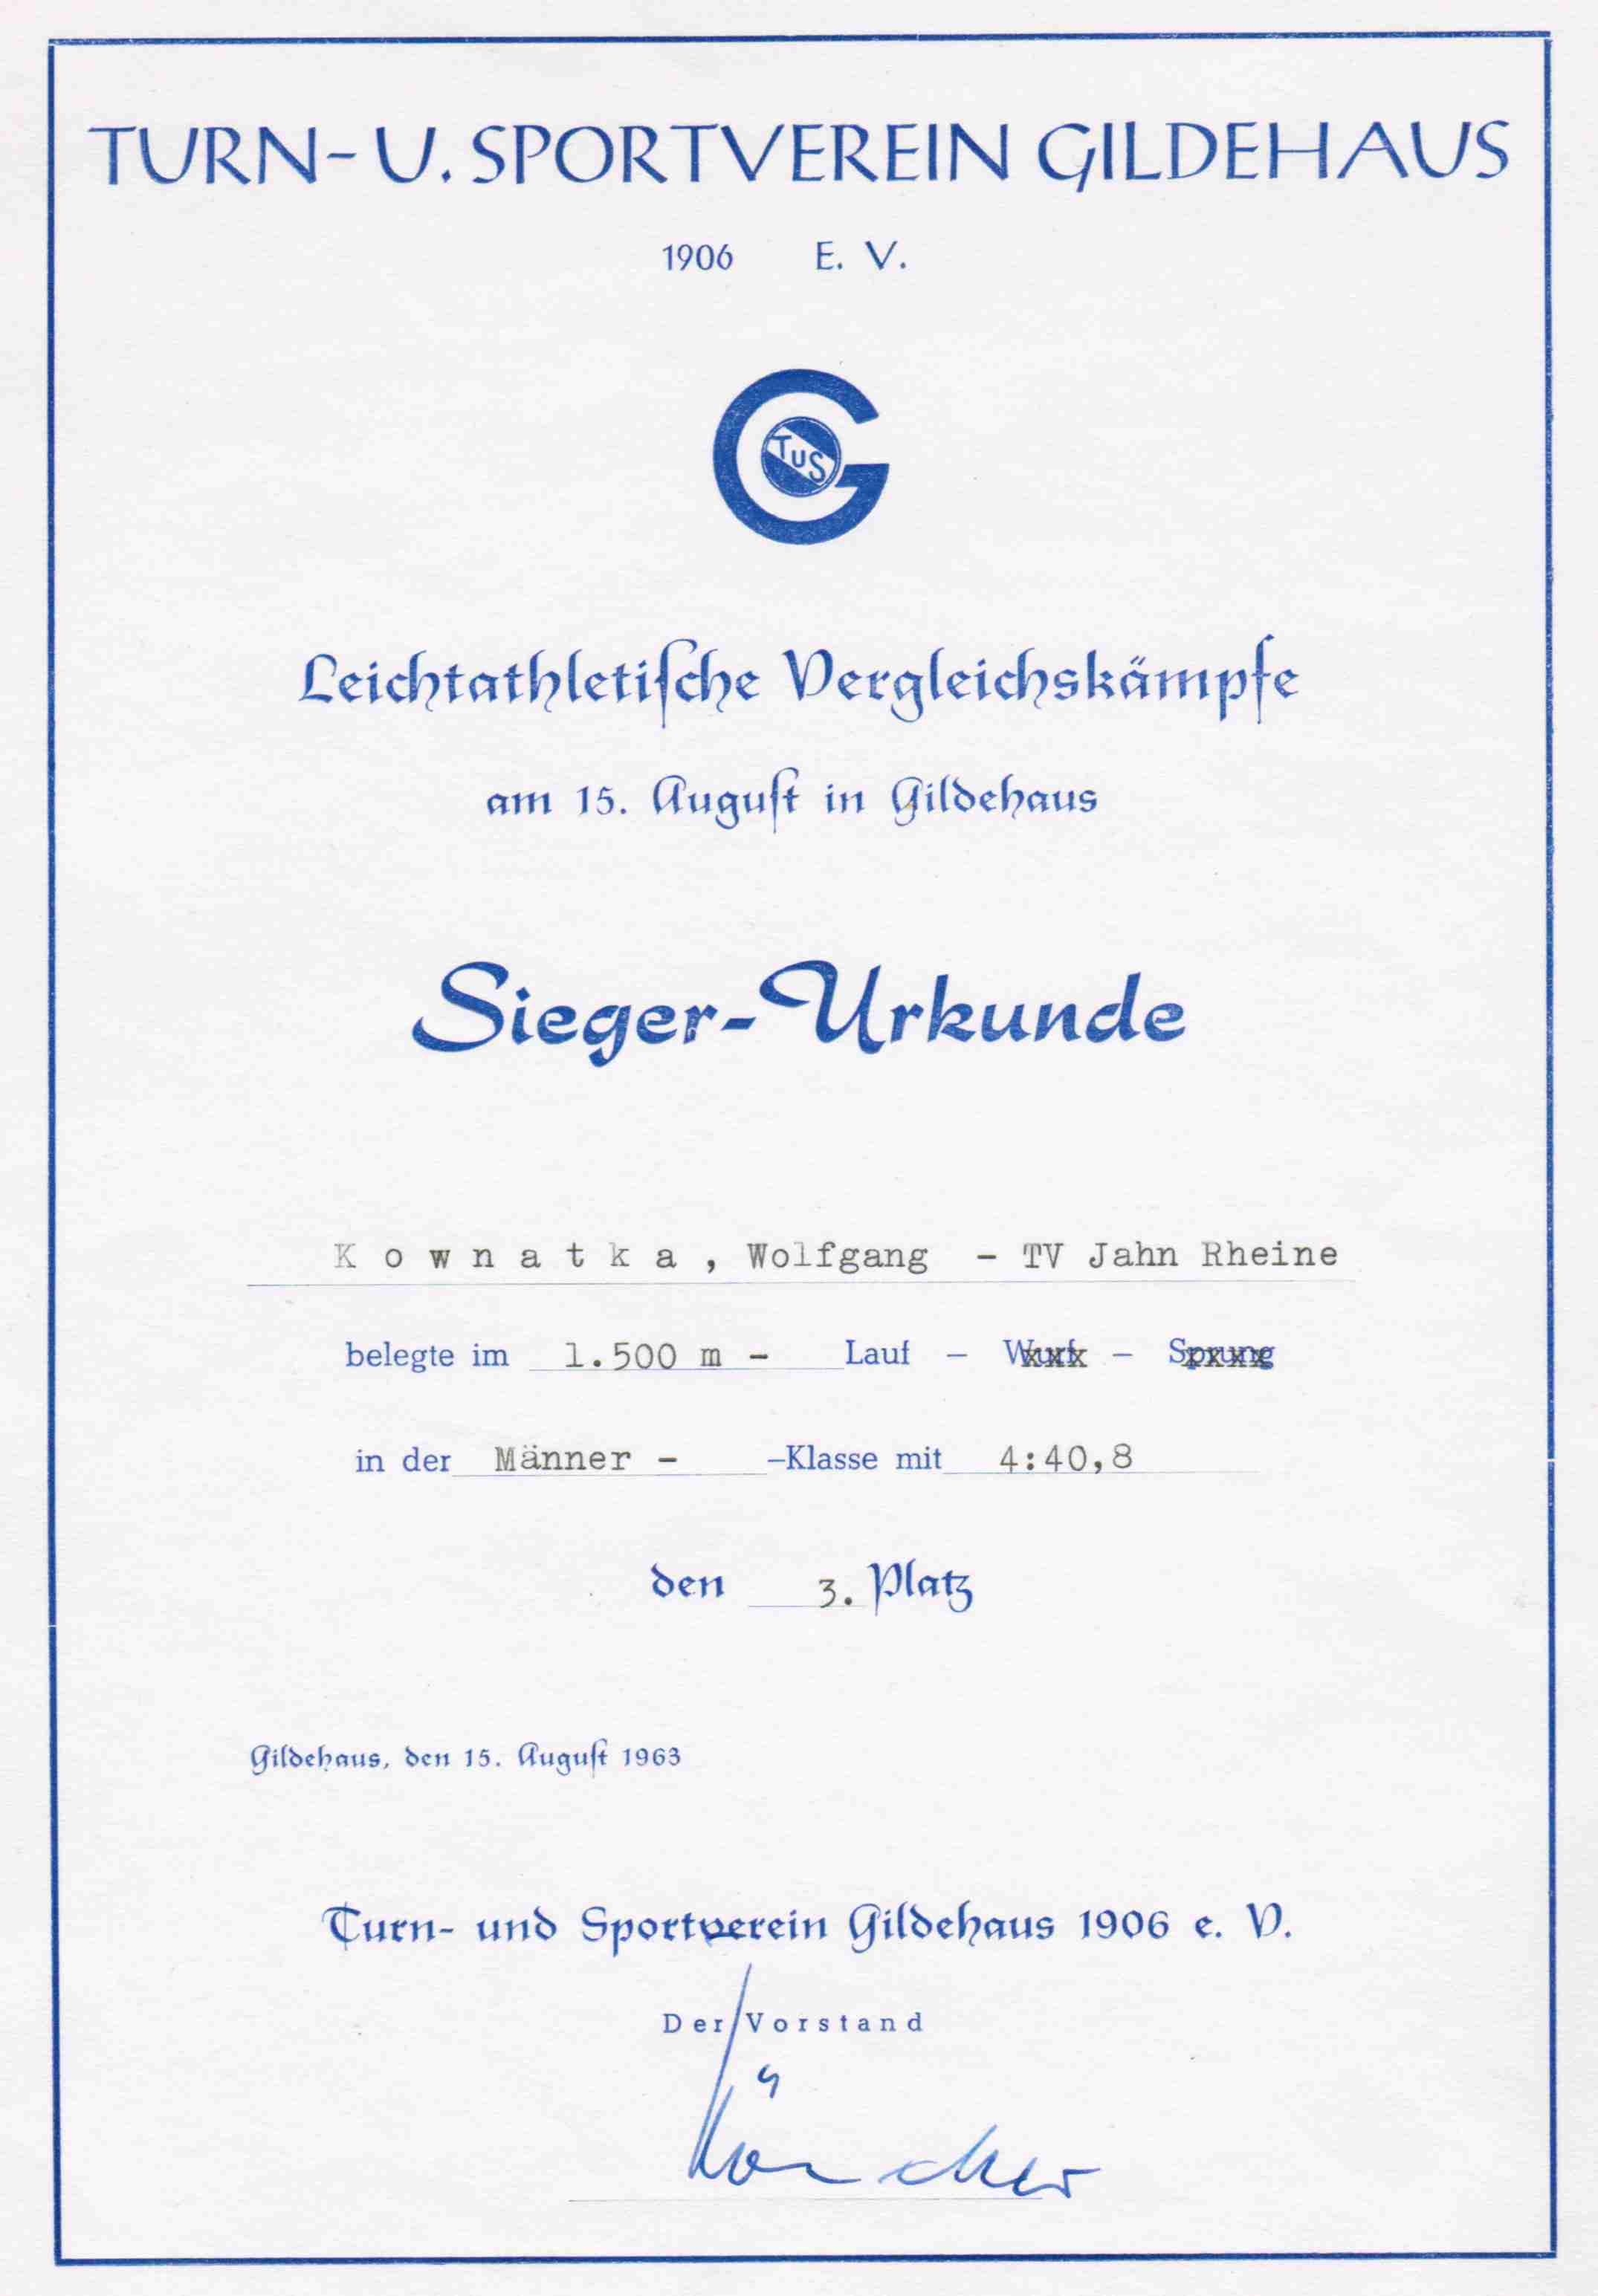 TURN- U. SPORTVEREIN GILDEHAUS
1906 E. V.
TuS
Leichtathletiſche Vergleichskämpfe
am 15. Auguſt in Gildehaus
Sieger-Urkunde
Kownatka, Wolfgang - TV Jahn Rheine
belegte im 1.500 m - Lauf – Wurf – Sprung
in der Männer - –Klasse mit 4:40,8
den 3. Platz
Gildehaus, den 15. Auguſt 1963
Turn- und Sportverein Gildehaus 1906 e. V.
Der Vorstand